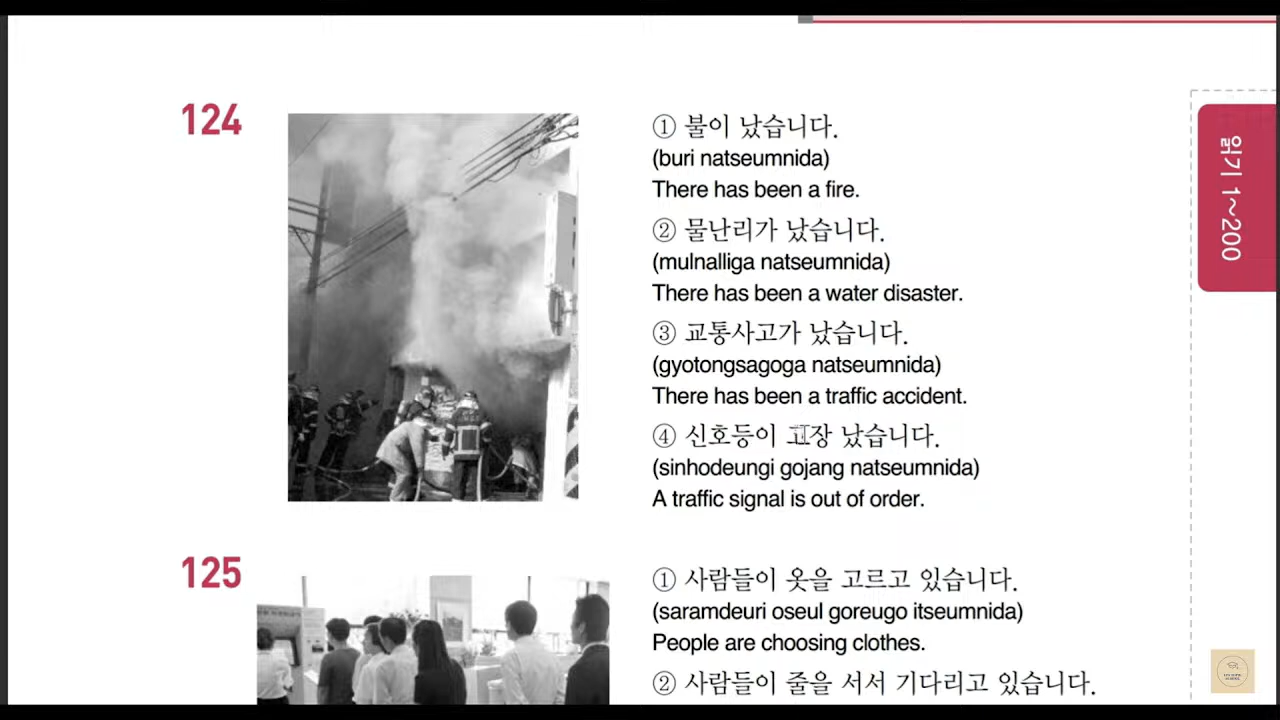 124
① 불이 났습니다.
(buri natseumnida)
There has been a fire.
② 물난리가 났습니다.
(mulnalliga natseumnida)
There has been a water disaster.
③ 교통사고가 났습니다.
(gyotongsagoga natseumnida)
There has been a traffic accident.
④ 신호등이 고장 났습니다.
(sinhodeungi gojang natseumnida)
A traffic signal is out of order.
125
① 사람들이 옷을 고르고 있습니다.
(saramdeuri oseul goreugo itseumnida)
People are choosing clothes.
② 사람들이 줄을 서서 기다리고 있습니다.
읽기 1~200